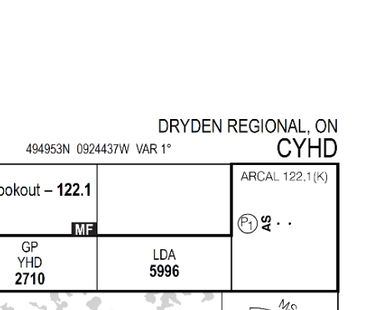 DRYDEN REGIONAL, ON
494953N 0924437W VAR 1°
CYHD
ookout – 122.1
MF
ARCAL 122.1(K)
P1 AS
GP
YHD
2710
LDA
5996